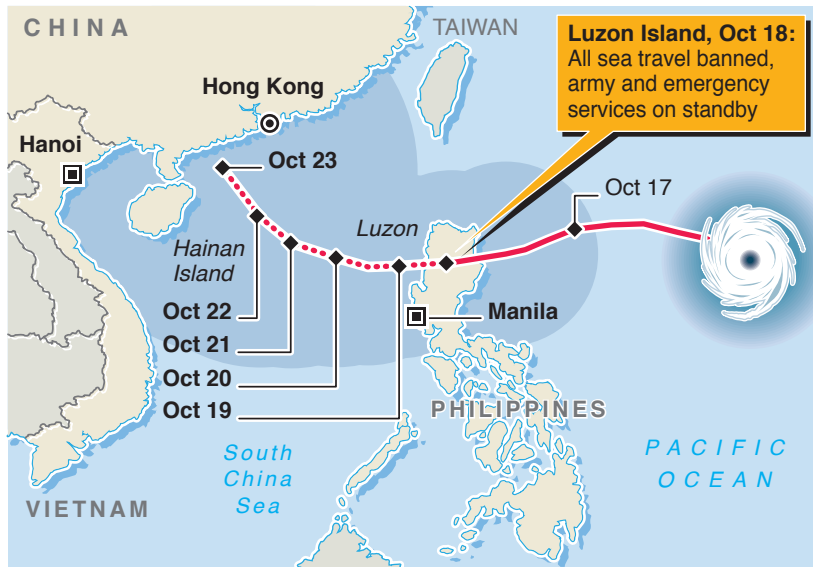 CHINA
TAIWAN
Luzon Island, Oct 18:
All sea travel banned,
army and emergency
services on standby
Hong Kong
Hanoi
Oct 23
Oct 17
Luzon
Hainan
Island
Oct 22
Manila
Oct 21
Oct 20
Oct 19
PHILIPPINES
South
China
Sea
PACIFIC
OCEAN
VIETNAM